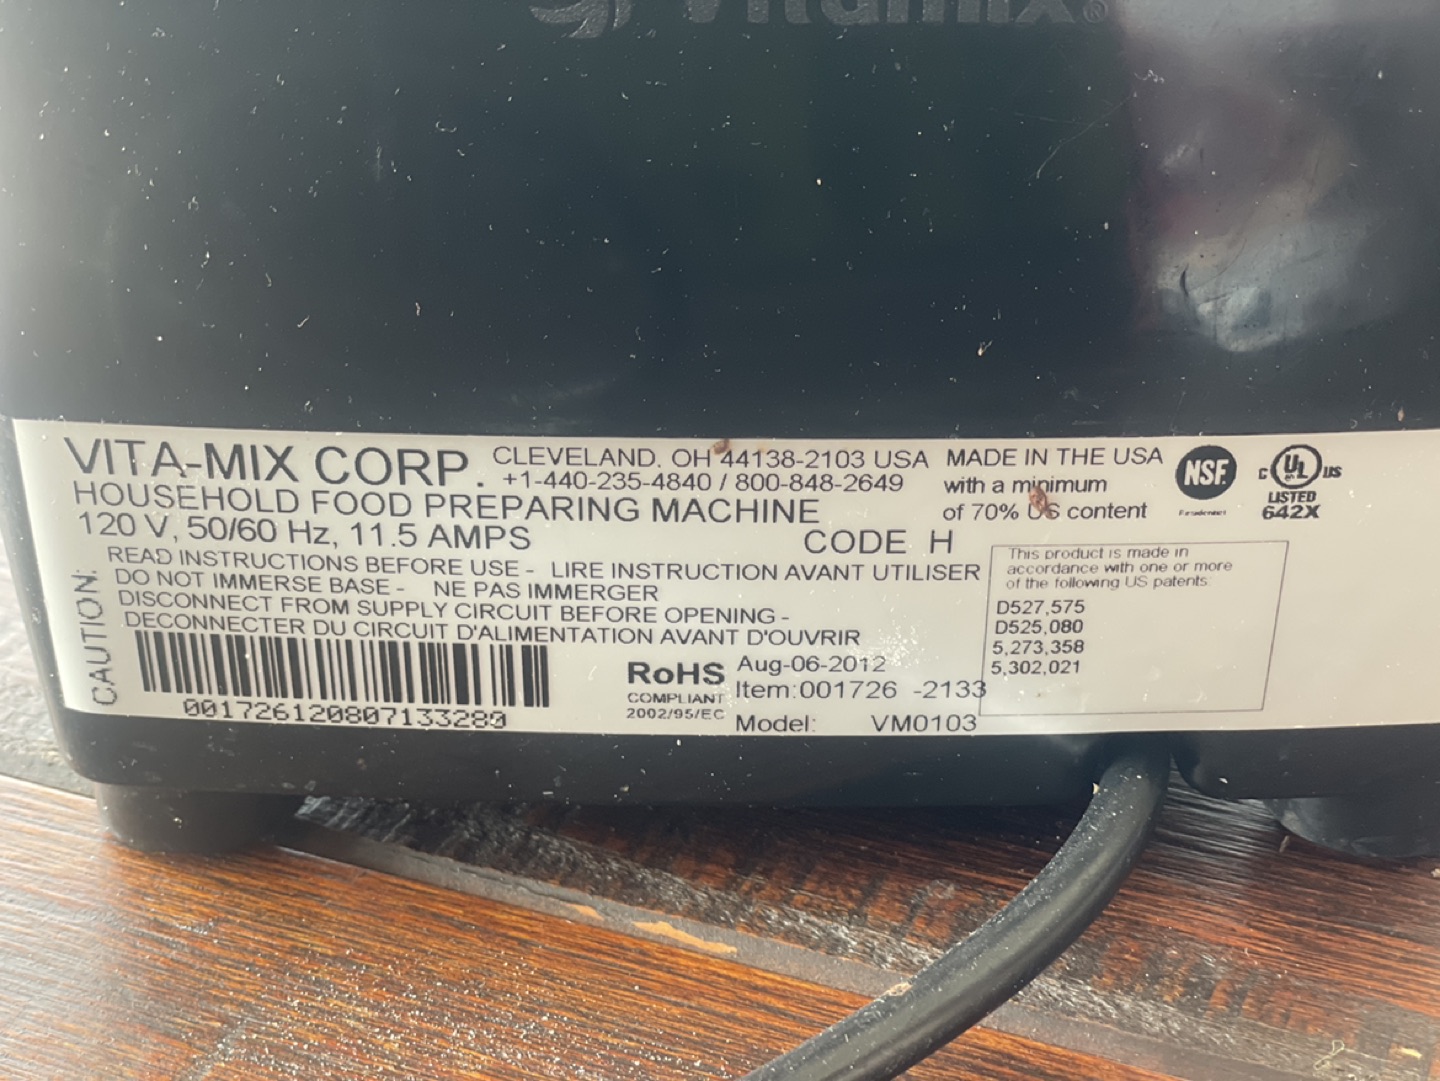 Vitamix®
VITA-MIX CORP. CLEVELAND, OH 44138-2103 USA
+1-440-235-4840 / 800-848-2649
HOUSEHOLD FOOD PREPARING MACHINE
120 V, 50/60 Hz, 11.5 AMPS
CODE H
MADE IN THE USA
with a minimum
of 70% US content
NSF.
Residential
C UL US
LISTED
642X
CAUTION:
READ INSTRUCTIONS BEFORE USE - LIRE INSTRUCTION AVANT UTILISER
DO NOT IMMERSE BASE - NE PAS IMMERGER
DISCONNECT FROM SUPPLY CIRCUIT BEFORE OPENING -
DECONNECTER DU CIRCUIT D'ALIMENTATION AVANT D'OUVRIR
001726120807133280
RoHS
COMPLIANT
2002/95/EC
Aug-06-2012
Item:001726 -2133
Model: VM0103
This product is made in
accordance with one or more
of the following US patents:
D527,575
D525,080
5,273,358
5,302,021